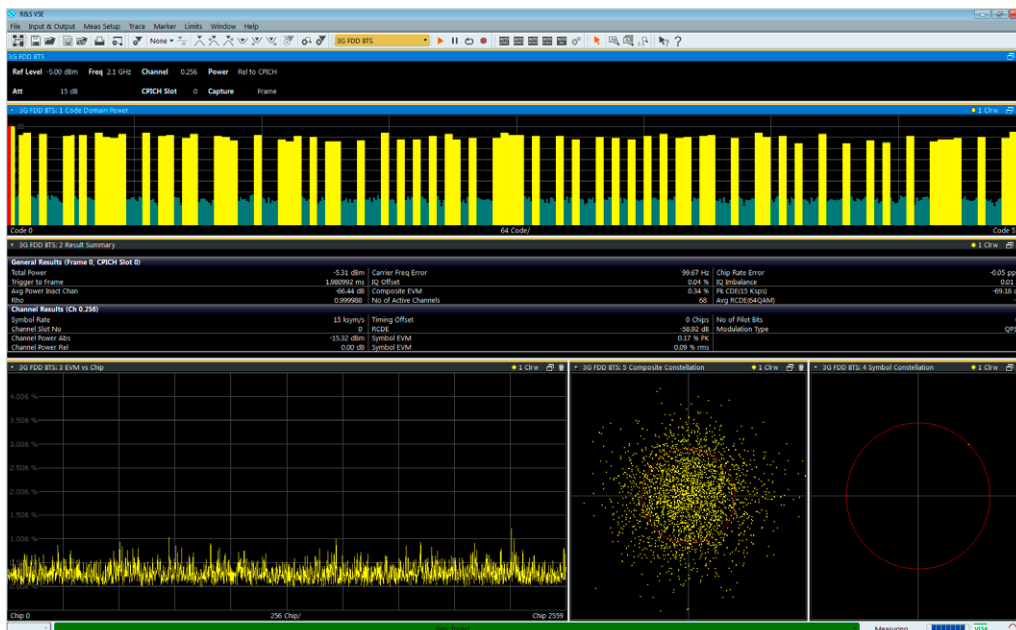 R&S VSE
File Input & Output Meas Setup Trace Marker Limits Window Help
None
3G FDD BTS
3G FDD BTS
Ref Level -5.00 dBm Freq 2.1 GHz Channel 0.256 Power Rel to CPICH
Att 15 dB CPICH Slot 0 Capture Frame
3G FDD BTS: 1 Code Domain Power 1 Clrw
Code 0 64 Code/ Code 5
3G FDD BTS: 2 Result Summary 1 Clrw
General Results (Frame 0, CPICH Slot 0)
Total Power -5.31 dBm Carrier Freq Error 99.67 Hz Chip Rate Error -0.05 pp
Trigger to Frame 1.980992 ms IQ Offset 0.04 % IQ Imbalance 0.01
Avg Power Inact Chan -66.44 dB Composite EVM 0.34 % Pk CDE(15 Ksps) -69.18
Rho 0.999988 No of Active Channels 68 Avg RCDE(64QAM)
Channel Results (Ch 0.256)
Symbol Rate 15 ksym/s Timing Offset 0 Chips No of Pilot Bits
Channel Slot No 0 RCDE -58.92 dB Modulation Type QPS
Channel Power Abs -15.32 dBm Symbol EVM 0.17 % PK
Channel Power Rel 0.00 dB Symbol EVM 0.09 % rms
3G FDD BTS: 3 EVM vs Chip 1 Clrw 3G FDD BTS: 5 Composite Constellation 1 Clrw 3G FDD BTS: 4 Symbol Constellation 1 Clrw
4.006 %
3.506 %
3.006 %
2.506 %
2.006 %
1.506 %
1.006 %
Chip 0 256 Chip/ Chip 2559
Measuring